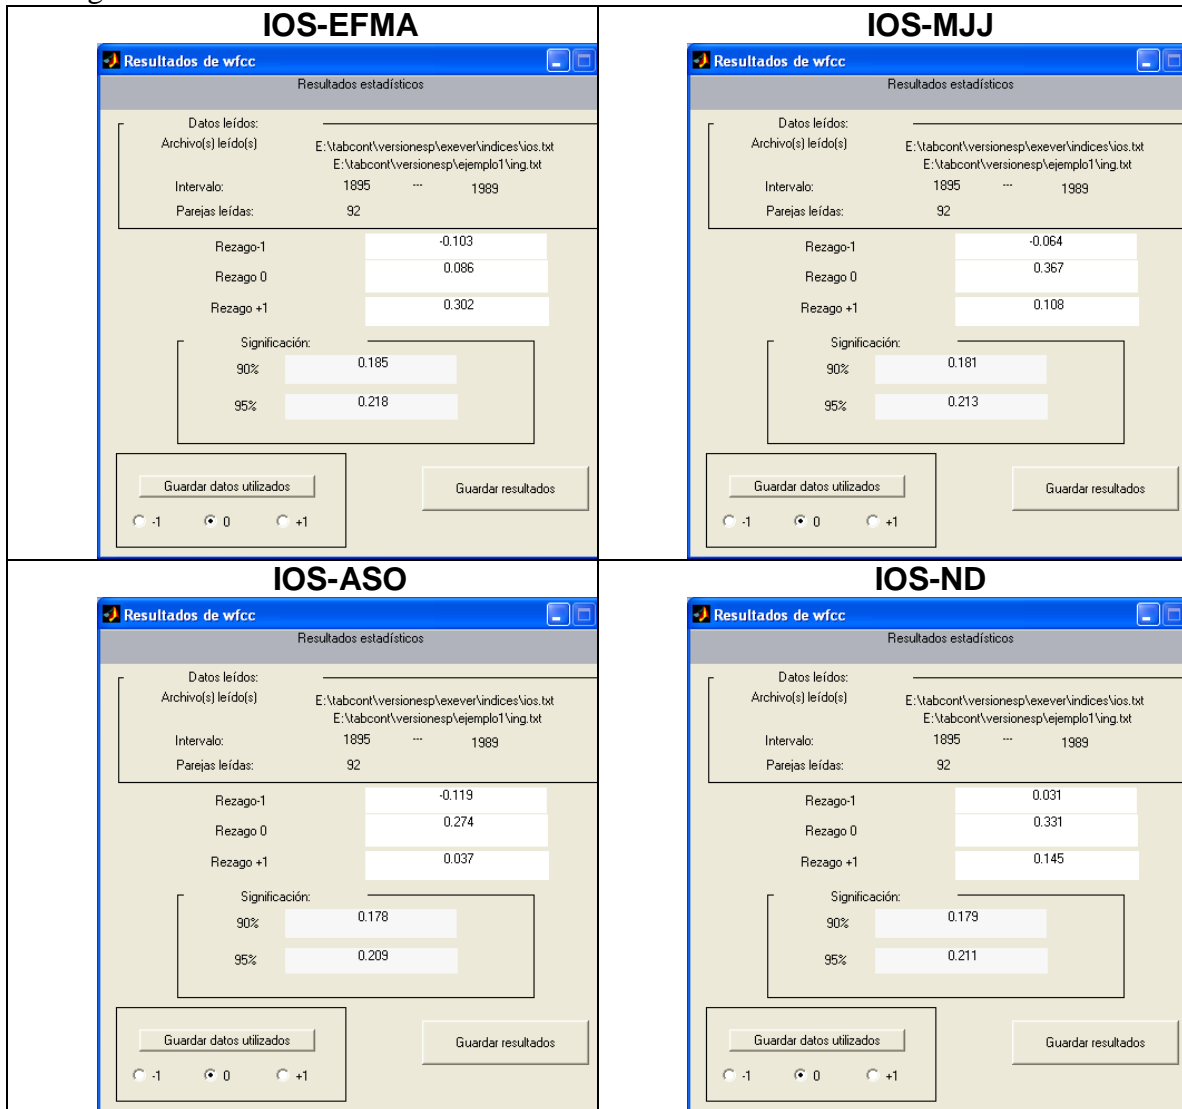 IOS-EFMA
Resultados de wfcc
Resultados estadísticos
Datos leídos:
Archivo(s) leído(s)
E:\tabcont\versionesp\exever\indices\ios.txt
E:\tabcont\versionesp\ejemplo1\ing.txt
Intervalo: 1895 --- 1989
Parejas leídas: 92
Rezago-1 -0.103
Rezago 0 0.086
Rezago +1 0.302
Significación:
90% 0.185
95% 0.218
Guardar datos utilizados
Guardar resultados
-1 0 +1
IOS-MJJ
Resultados de wfcc
Resultados estadísticos
Datos leídos:
Archivo(s) leído(s)
E:\tabcont\versionesp\exever\indices\ios.txt
E:\tabcont\versionesp\ejemplo1\ing.txt
Intervalo: 1895 --- 1989
Parejas leídas: 92
Rezago-1 -0.064
Rezago 0 0.367
Rezago +1 0.108
Significación:
90% 0.181
95% 0.213
Guardar datos utilizados
Guardar resultados
-1 0 +1
IOS-ASO
Resultados de wfcc
Resultados estadísticos
Datos leídos:
Archivo(s) leído(s)
E:\tabcont\versionesp\exever\indices\ios.txt
E:\tabcont\versionesp\ejemplo1\ing.txt
Intervalo: 1895 --- 1989
Parejas leídas: 92
Rezago-1 -0.119
Rezago 0 0.274
Rezago +1 0.037
Significación:
90% 0.178
95% 0.209
Guardar datos utilizados
Guardar resultados
-1 0 +1
IOS-ND
Resultados de wfcc
Resultados estadísticos
Datos leídos:
Archivo(s) leído(s)
E:\tabcont\versionesp\exever\indices\ios.txt
E:\tabcont\versionesp\ejemplo1\ing.txt
Intervalo: 1895 --- 1989
Parejas leídas: 92
Rezago-1 0.031
Rezago 0 0.331
Rezago +1 0.145
Significación:
90% 0.179
95% 0.211
Guardar datos utilizados
Guardar resultados
-1 0 +1